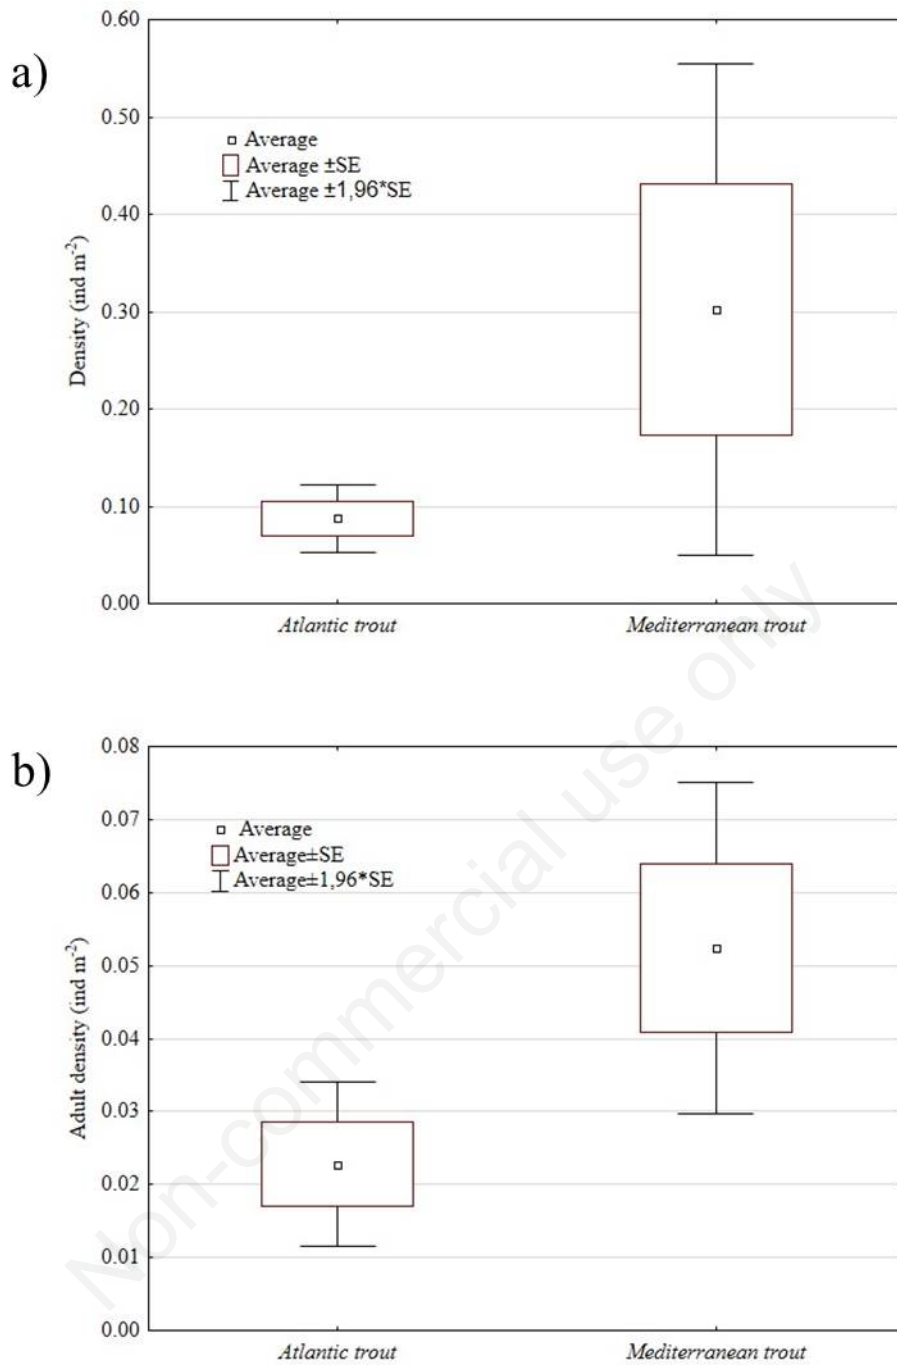 a)
0.60
0.50
0.40
0.30
0.20
0.10
0.00
Density (ind m⁻²)
Average
Average ±SE
Average ±1,96*SE
Atlantic trout
Mediterranean trout
b)
0.08
0.07
0.06
0.05
0.04
0.03
0.02
0.01
0.00
Adult density (ind m⁻²)
Average
Average±SE
Average±1,96*SE
Atlantic trout
Mediterranean trout
Non-commercial use only